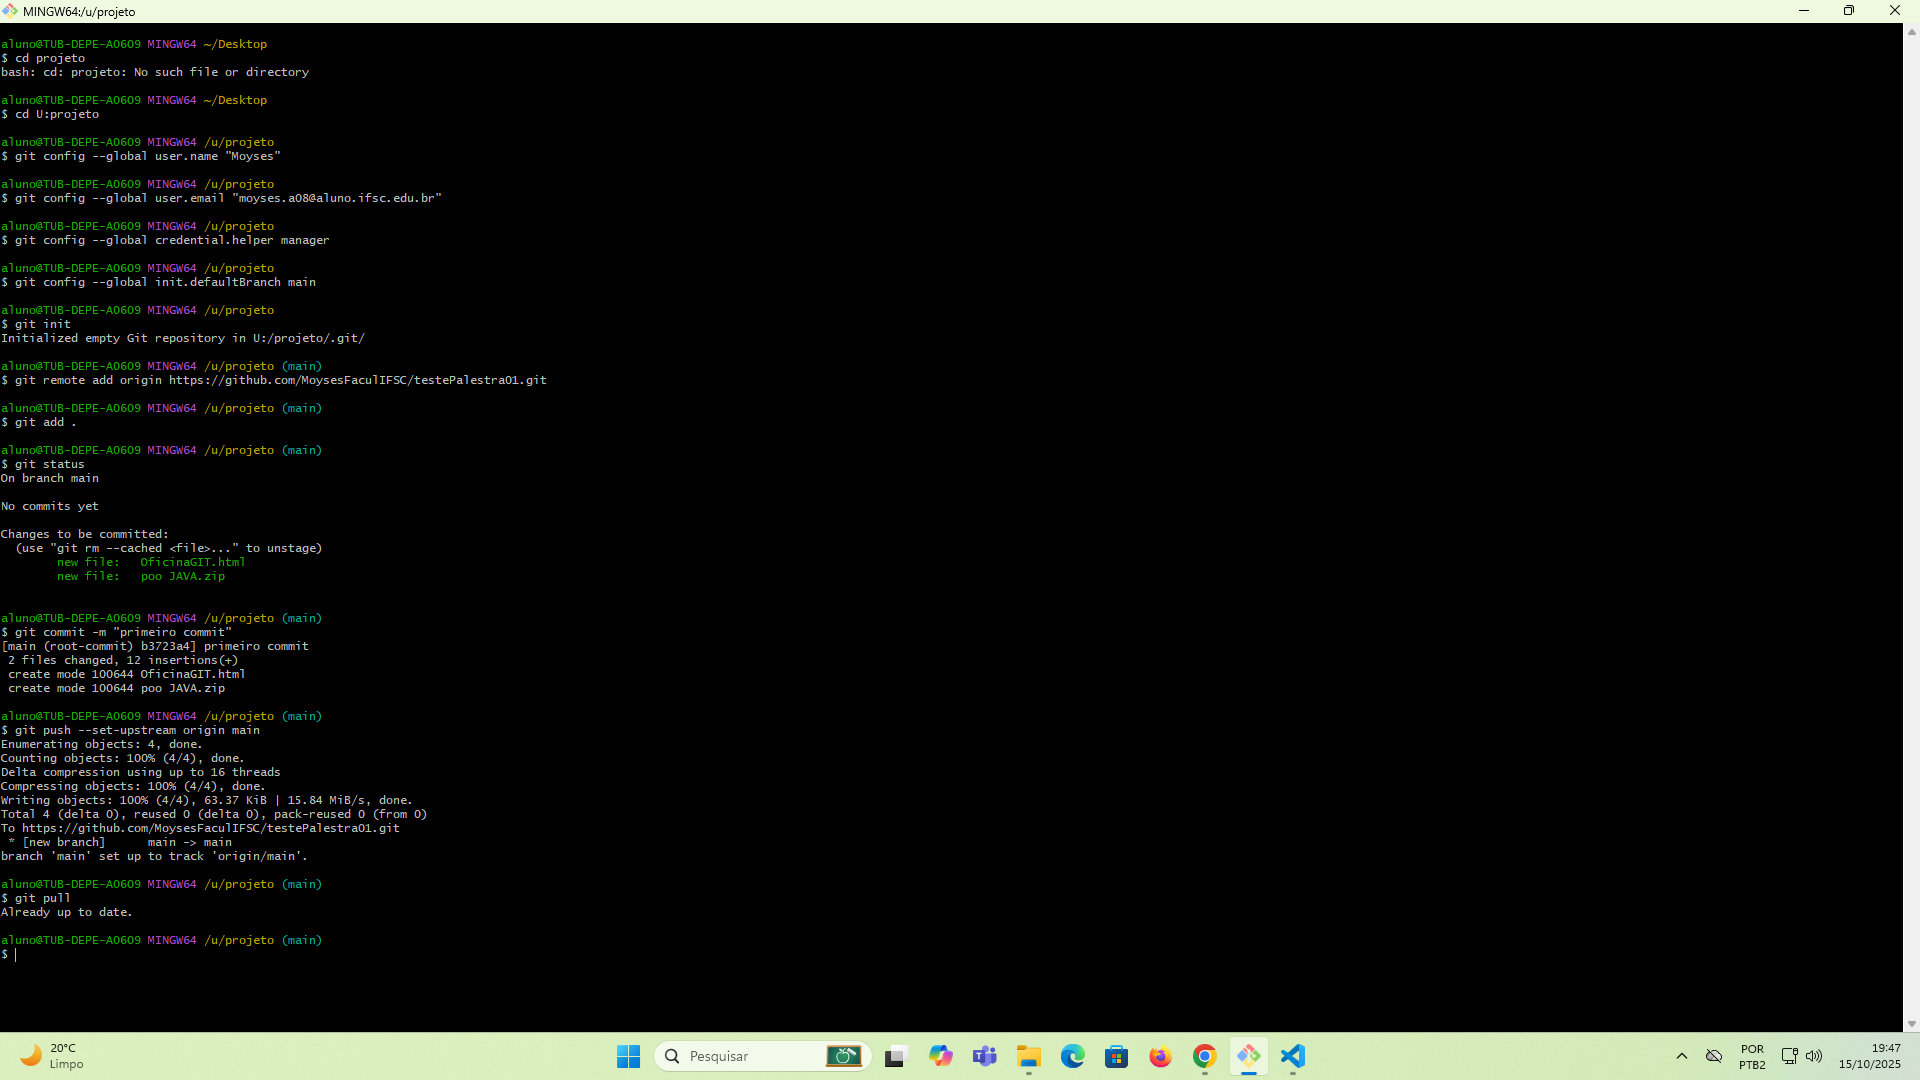 MINGW64:/u/projeto
aluno@TUB-DEPE-A0609 MINGW64 ~/Desktop
$ cd projeto
bash: cd: projeto: No such file or directory
aluno@TUB-DEPE-A0609 MINGW64 ~/Desktop
$ cd U:projeto
aluno@TUB-DEPE-A0609 MINGW64 /u/projeto
$ git config --global user.name "Moyses"
aluno@TUB-DEPE-A0609 MINGW64 /u/projeto
$ git config --global user.email "moyses.a08@aluno.ifsc.edu.br"
aluno@TUB-DEPE-A0609 MINGW64 /u/projeto
$ git config --global credential.helper manager
aluno@TUB-DEPE-A0609 MINGW64 /u/projeto
$ git config --global init.defaultBranch main
aluno@TUB-DEPE-A0609 MINGW64 /u/projeto
$ git init
Initialized empty Git repository in U:/projeto/.git/
aluno@TUB-DEPE-A0609 MINGW64 /u/projeto (main)
$ git remote add origin https://github.com/MoysesFaculIFSC/testePalestra01.git
aluno@TUB-DEPE-A0609 MINGW64 /u/projeto (main)
$ git add .
aluno@TUB-DEPE-A0609 MINGW64 /u/projeto (main)
$ git status
On branch main
No commits yet
Changes to be committed:
  (use "git rm --cached <file>..." to unstage)
        new file:   OficinaGIT.html
        new file:   poo JAVA.zip
aluno@TUB-DEPE-A0609 MINGW64 /u/projeto (main)
$ git commit -m "primeiro commit"
[main (root-commit) b3723a4] primeiro commit
 2 files changed, 12 insertions(+)
 create mode 100644 OficinaGIT.html
 create mode 100644 poo JAVA.zip
aluno@TUB-DEPE-A0609 MINGW64 /u/projeto (main)
$ git push --set-upstream origin main
Enumerating objects: 4, done.
Counting objects: 100% (4/4), done.
Delta compression using up to 16 threads
Compressing objects: 100% (4/4), done.
Writing objects: 100% (4/4), 63.37 KiB | 15.84 MiB/s, done.
Total 4 (delta 0), reused 0 (delta 0), pack-reused 0 (from 0)
To https://github.com/MoysesFaculIFSC/testePalestra01.git
 * [new branch]      main -> main
branch 'main' set up to track 'origin/main'.
aluno@TUB-DEPE-A0609 MINGW64 /u/projeto (main)
$ git pull
Already up to date.
aluno@TUB-DEPE-A0609 MINGW64 /u/projeto (main)
$
20°C
Limpo
Pesquisar
POR
PTB2
19:47
15/10/2025